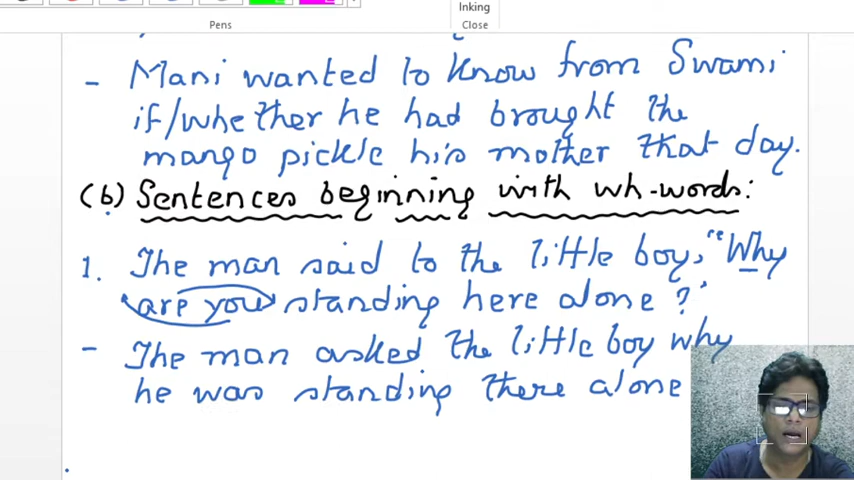 Inking
Pens
Close
- Mani wanted to know from Swami
if/whether he had brought the
mango pickle his mother that day.
(b) Sentences beginning with wh-words:
1. The man said to the little boy, "Why
are you standing here alone?"
- The man asked the little boy why
he was standing there alone